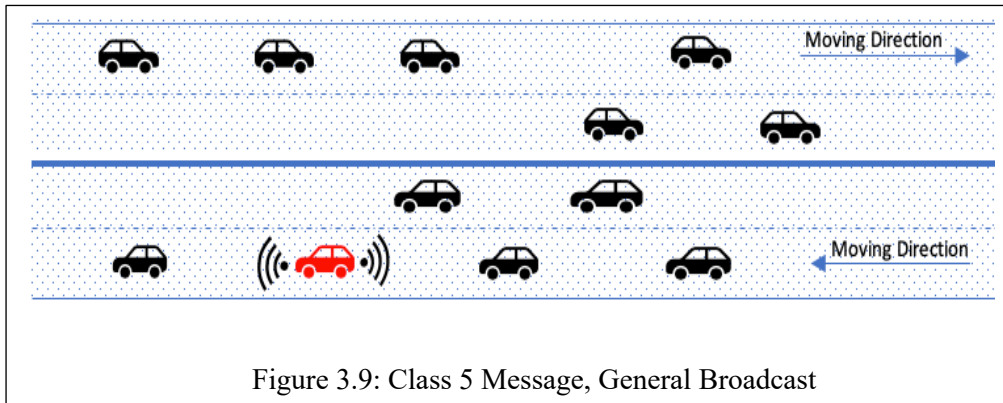 Moving Direction
Moving Direction
Figure 3.9: Class 5 Message, General Broadcast